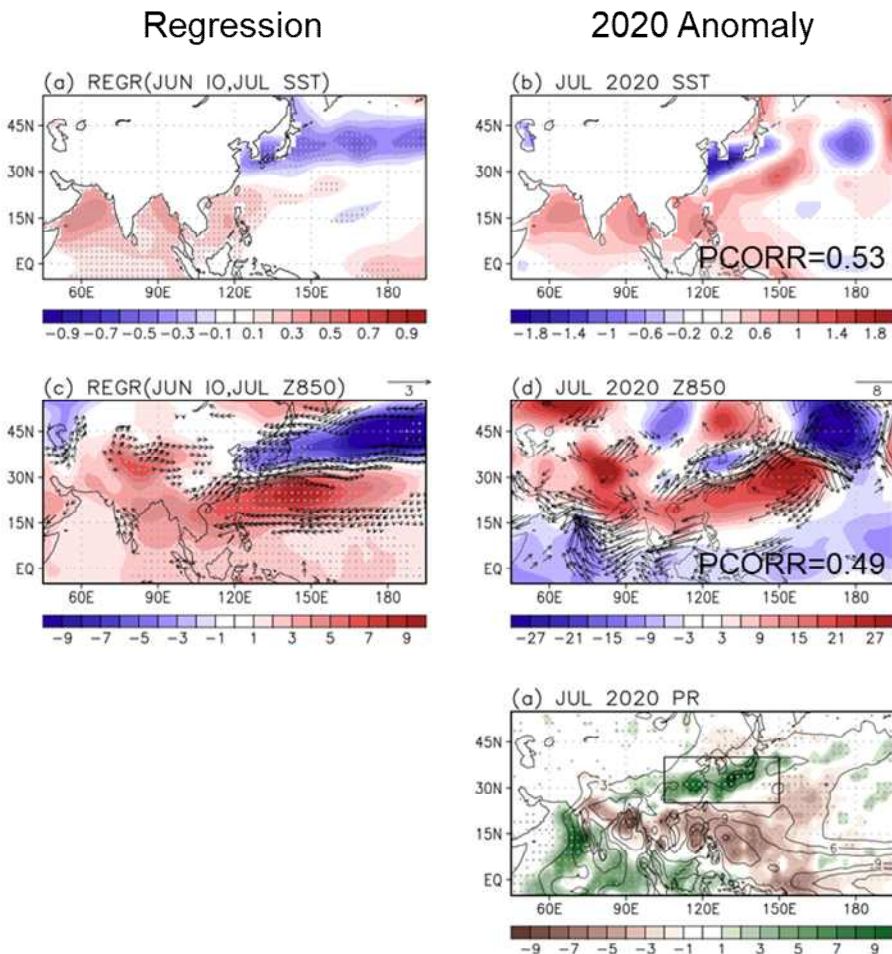 Regression 2020 Anomaly
(a) REGR(JUN IO,JUL SST) (b) JUL 2020 SST
45N 45N
30N 30N
15N 15N
EQ EQ PCORR=0.53
60E 90E 120E 150E 180 60E 90E 120E 150E 180
-0.9 -0.7 -0.5 -0.3 -0.1 0.1 0.3 0.5 0.7 0.9 -1.8 -1.4 -1 -0.6 -0.2 0.2 0.6 1 1.4 1.8
(c) REGR(JUN IO,JUL Z850) 3 (d) JUL 2020 Z850 8
45N 45N
30N 30N
15N 15N
EQ EQ PCORR=0.49
60E 90E 120E 150E 180 60E 90E 120E 150E 180
-9 -7 -5 -3 -1 1 3 5 7 9 -27 -21 -15 -9 -3 3 9 15 21 27
(a) JUL 2020 PR
45N
30N 3
15N 9 6
EQ 9
60E 90E 120E 150E 180
-9 -7 -5 -3 -1 1 3 5 7 9